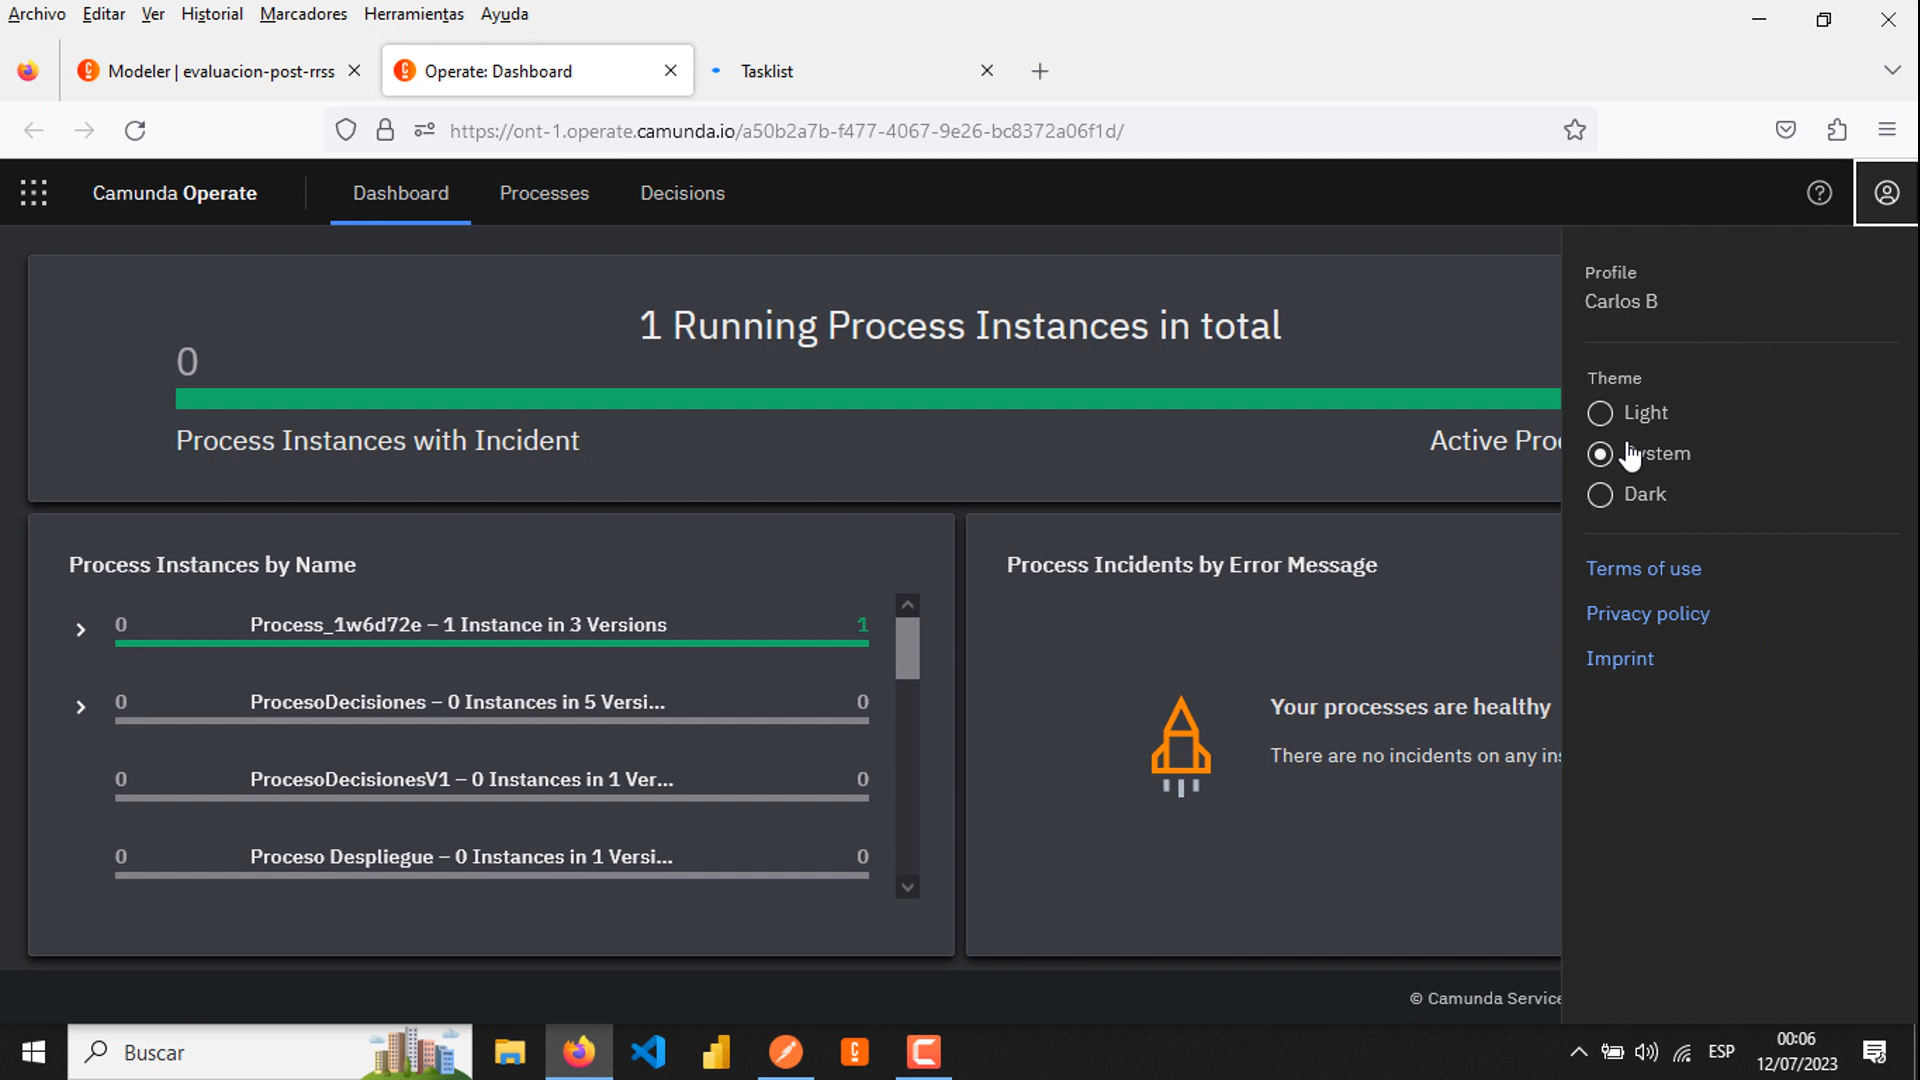 Archivo Editar Ver Historial Marcadores Herramientas Ayuda
Modeler | evaluacion-post-rrss
Operate: Dashboard
Tasklist
https://ont-1.operate.camunda.io/a50b2a7b-f477-4067-9e26-bc8372a06f1d/
Camunda Operate
Dashboard
Processes
Decisions
Profile
Carlos B
Theme
Light
System
Dark
Terms of use
Privacy policy
Imprint
1 Running Process Instances in total
0
Process Instances with Incident
Active Proc
Process Instances by Name
0 Process_1w6d72e – 1 Instance in 3 Versions 1
0 ProcesoDecisiones – 0 Instances in 5 Versi... 0
0 ProcesoDecisionesV1 – 0 Instances in 1 Ver... 0
0 Proceso Despliegue – 0 Instances in 1 Versi... 0
Process Incidents by Error Message
Your processes are healthy
There are no incidents on any ins
© Camunda Service
Buscar
ESP
00:06
12/07/2023